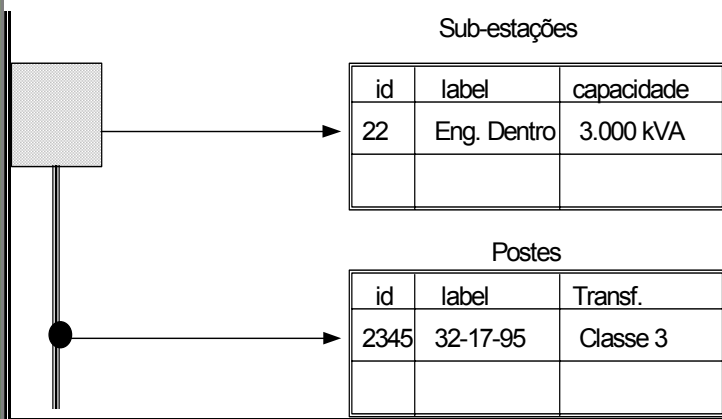 Sub-estações
id label capacidade
22 Eng. Dentro 3.000 kVA
Postes
id label Transf.
2345 32-17-95 Classe 3